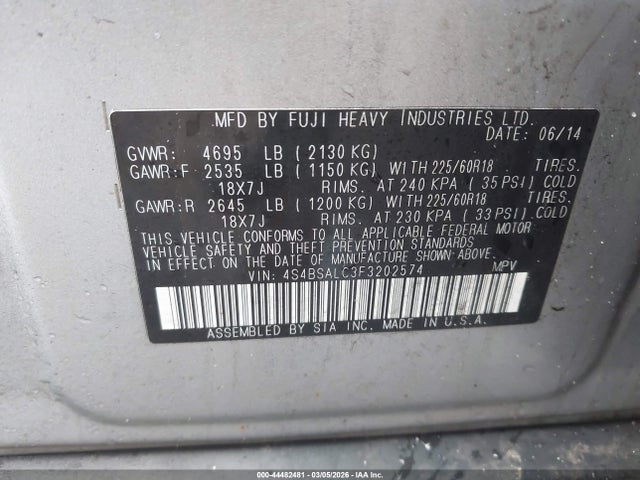 MFD BY FUJI HEAVY INDUSTRIES LTD.
DATE: 06/14
GVWR: 4695 LB (2130 KG)
GAWR:F 2535 LB (1150 KG) WITH 225/60R18 TIRES.
18X7J RIMS. AT 240 KPA (35 PSI) COLD
GAWR:R 2645 LB (1200 KG) WITH 225/60R18 TIRES.
18X7J RIMS. AT 230 KPA (33 PSI) COLD
THIS VEHICLE CONFORMS TO ALL APPLICABLE FEDERAL MOTOR
VEHICLE SAFETY AND THEFT PREVENTION STANDARDS IN EFFECT ON THE
DATE OF MANUFACTURE SHOWN ABOVE.
VIN: 4S4BSALC3F3202574 MPV
ASSEMBLED BY SIA INC. MADE IN U.S.A.
000-44482481 | 03/05/2026 - IAA Inc.